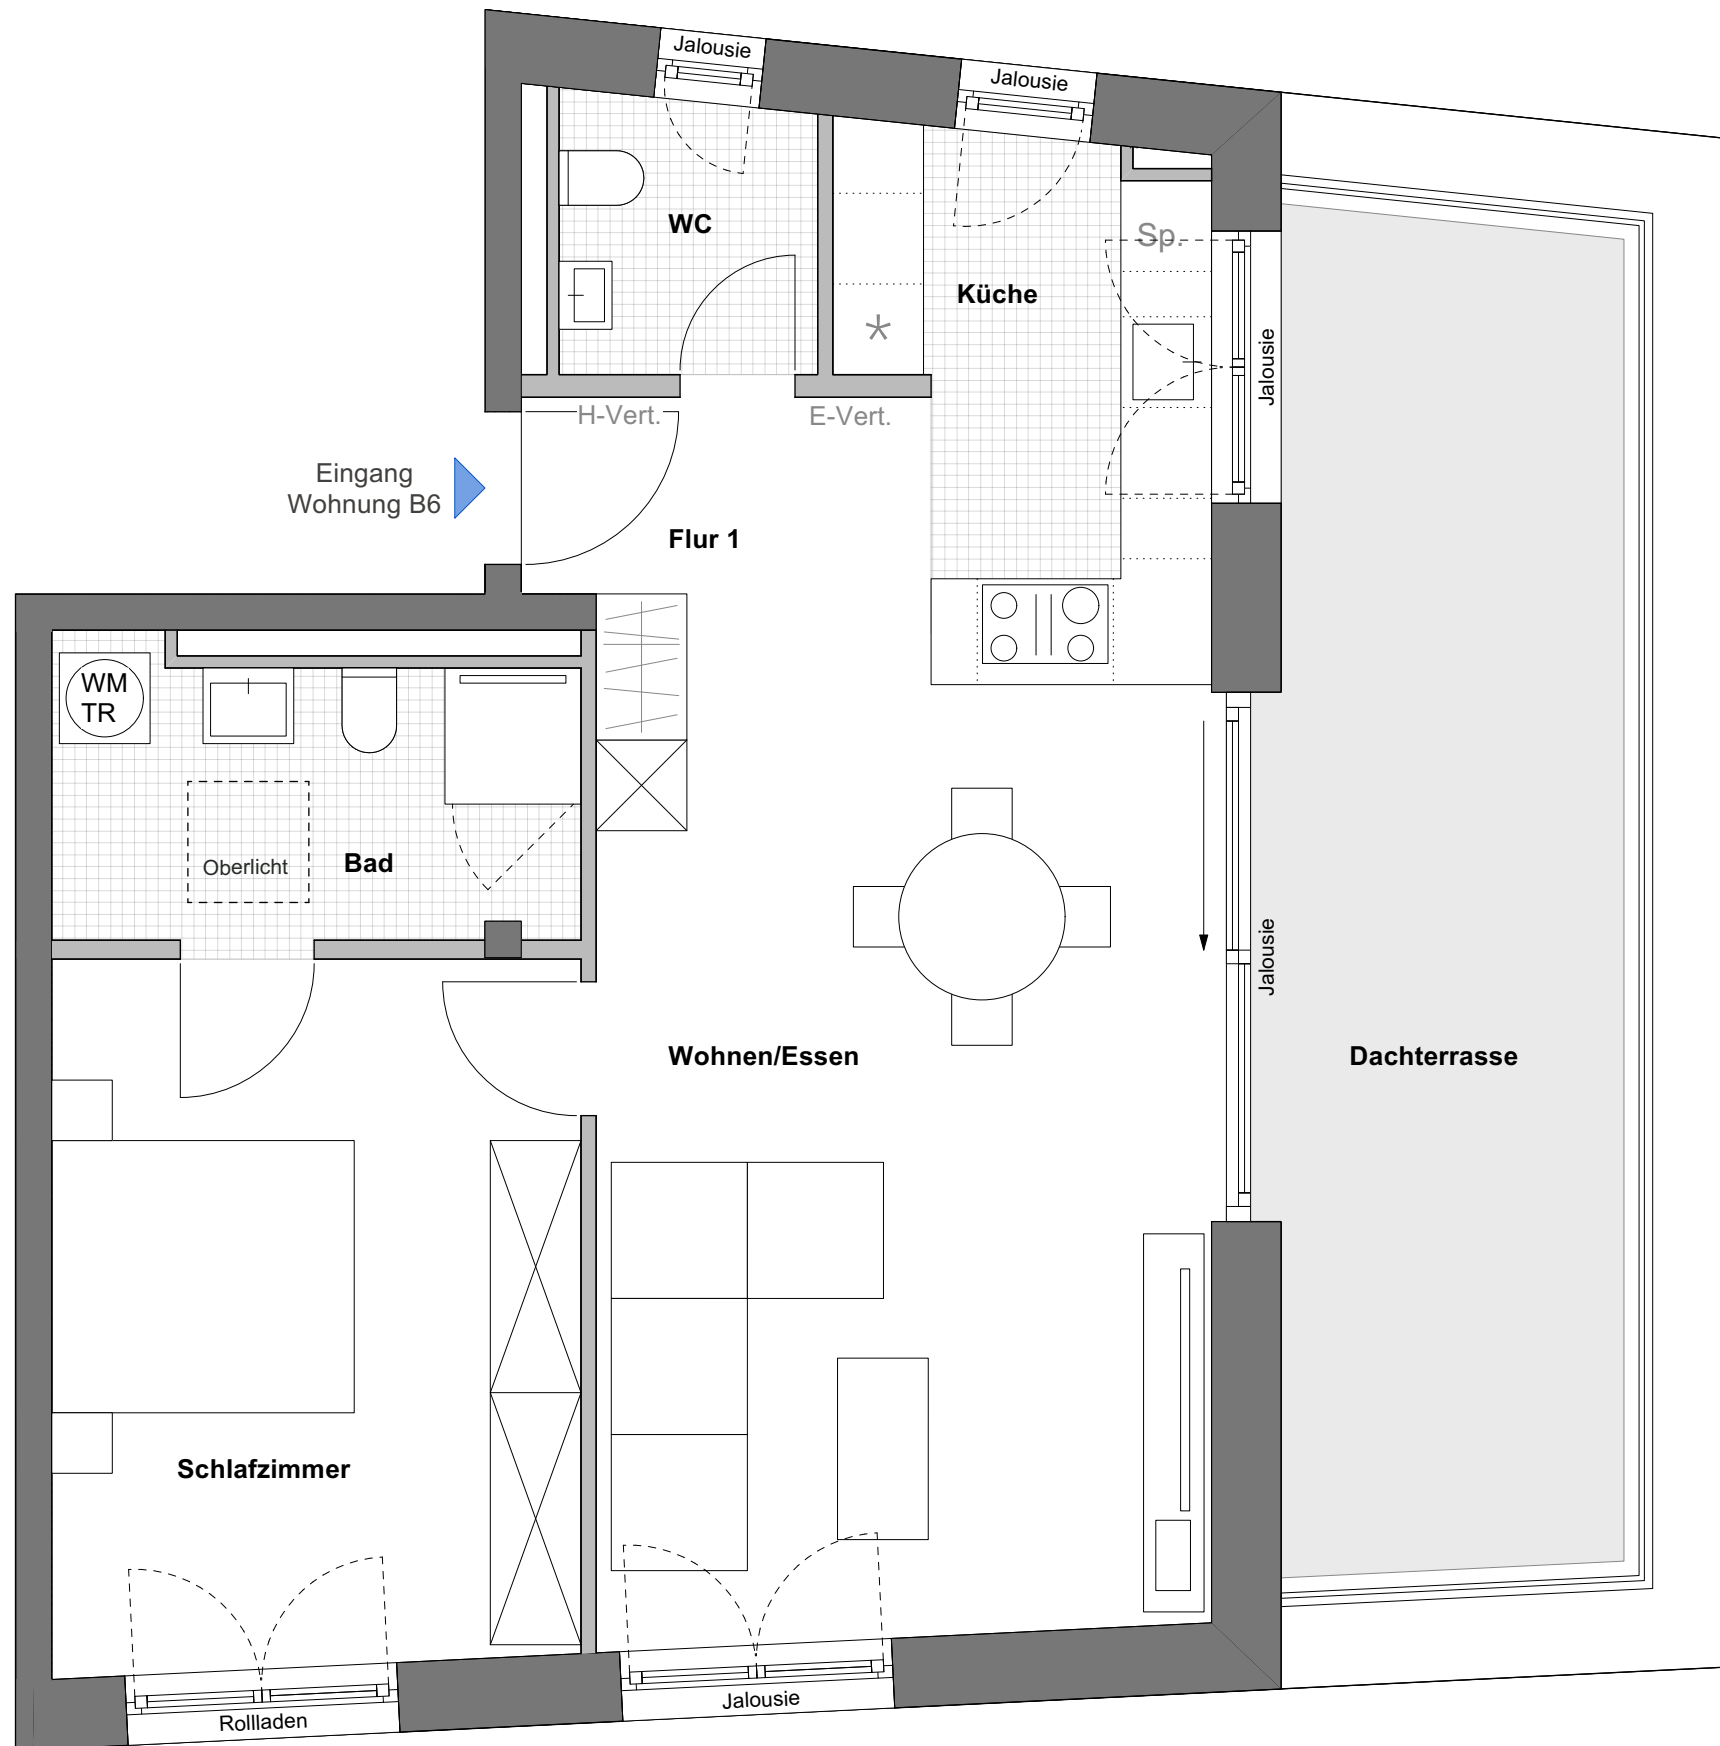 Jalousie
Jalousie
WC
Sp.
Küche
*
Jalousie
H-Vert.
E-Vert.
Eingang
Wohnung B6
Flur 1
WM
TR
Oberlicht
Bad
Jalousie
Wohnen/Essen
Dachterrasse
Schlafzimmer
Jalousie
Rollladen